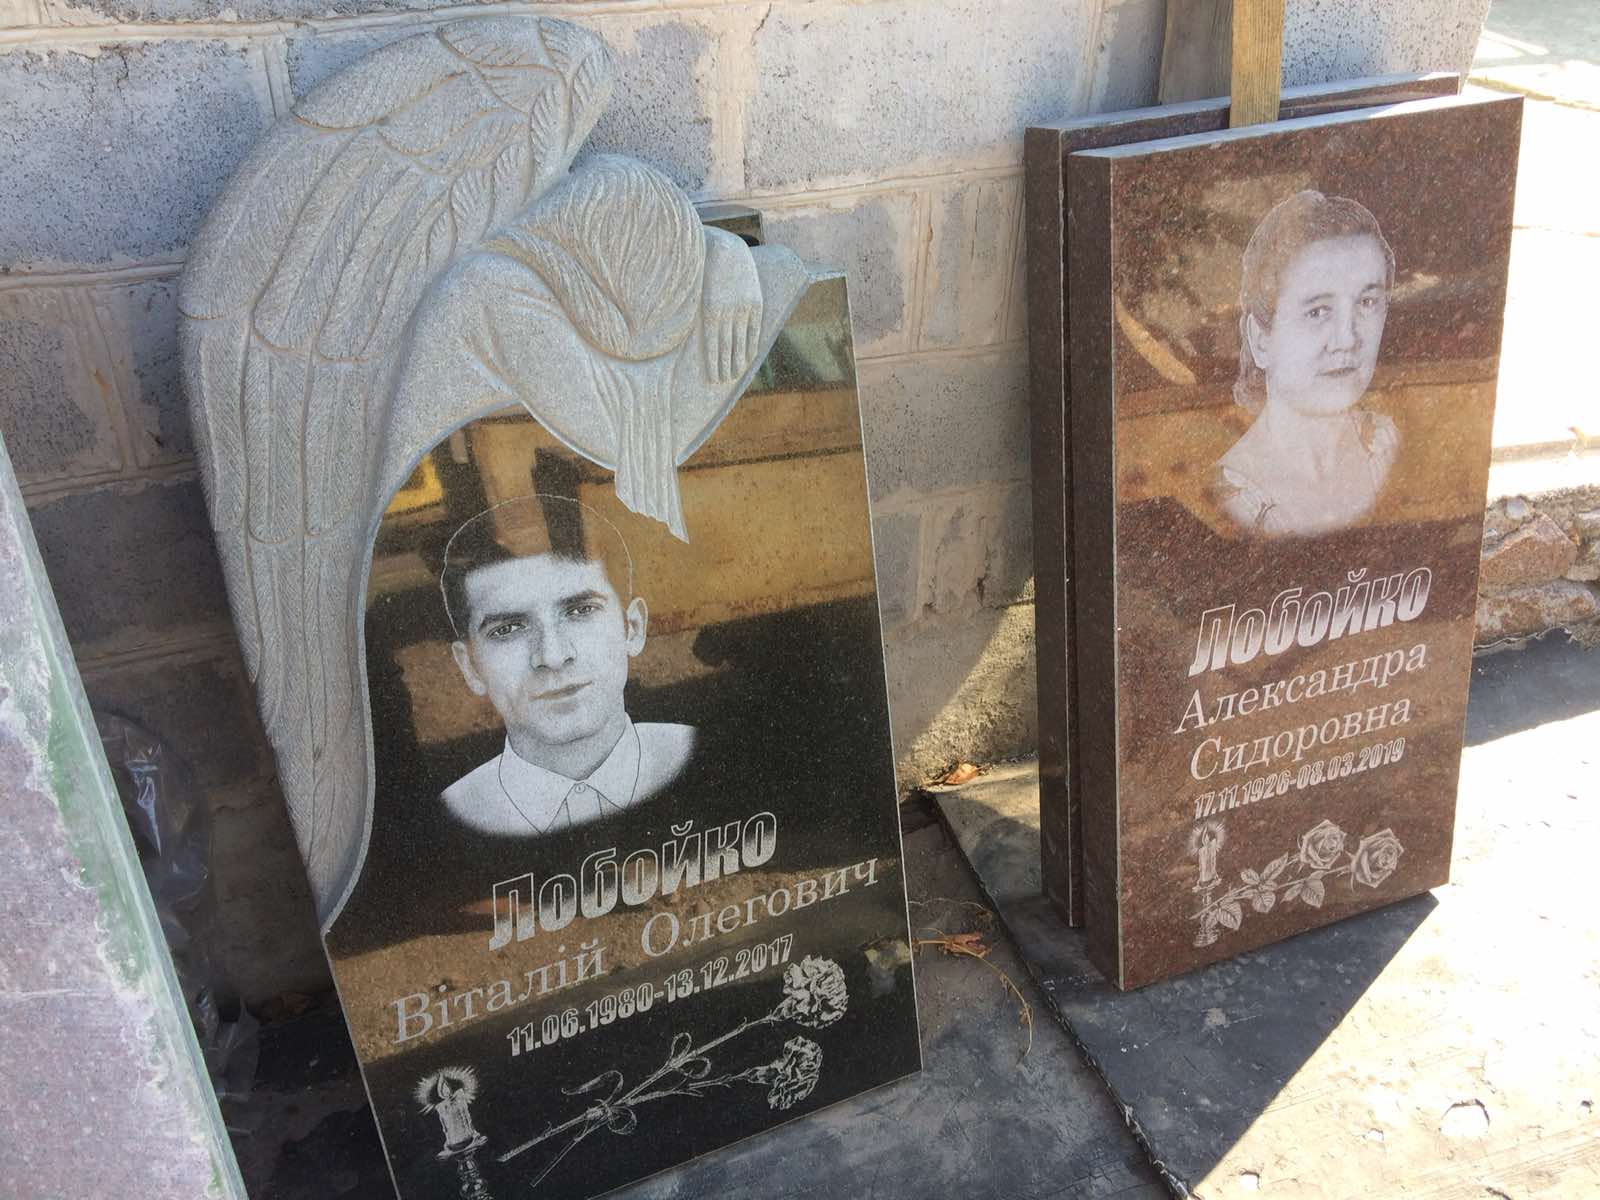 Лобойко
Віталій Олегович
11.06.1980-13.12.2017
Лобойко
Александра
Сидоровна
17.11.1926-08.03.2019